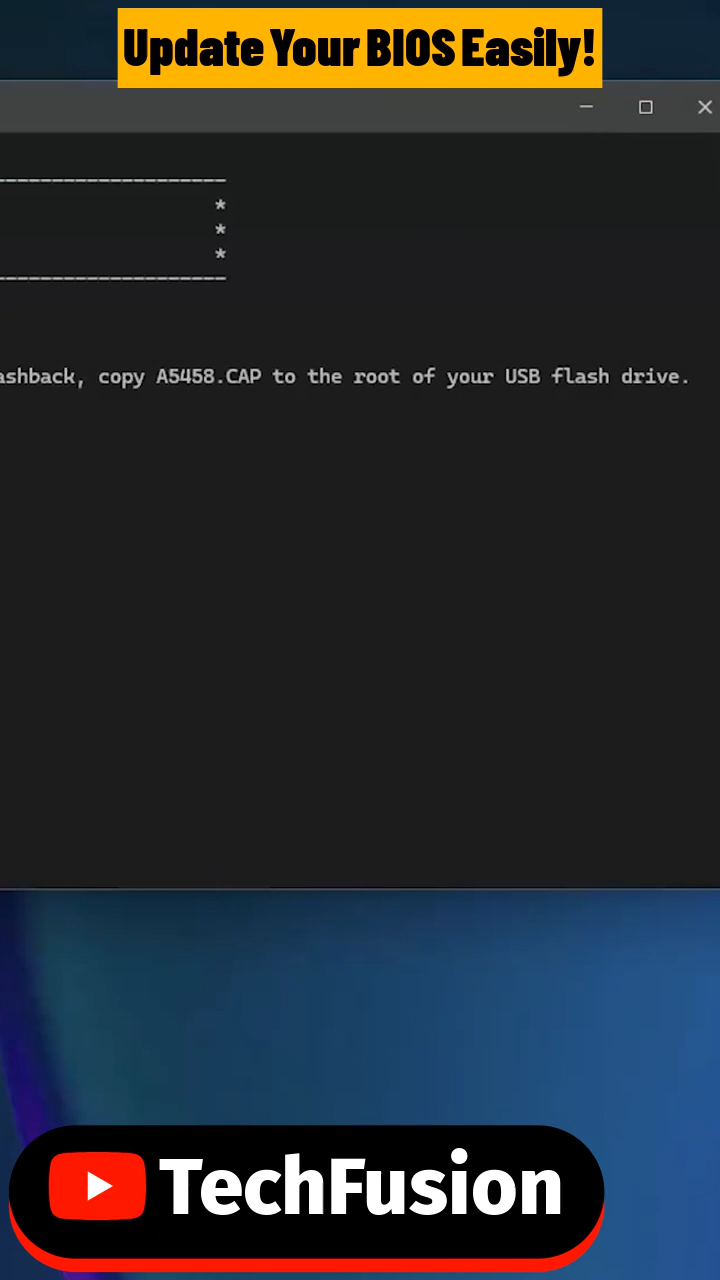 Update Your BIOS Easily!
*
*
*
ashback, copy A5458.CAP to the root of your USB flash drive.
TechFusion